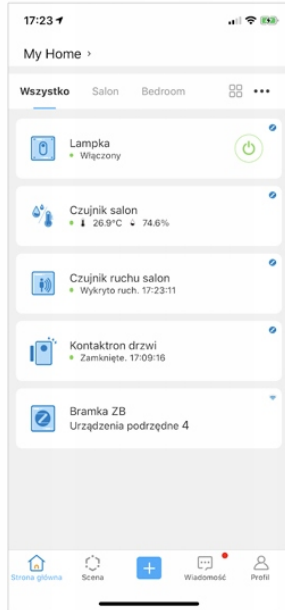 17:23
My Home
Wszystko Salon Bedroom
Lampka
Włączony
Czujnik salon
26.9°C 74.6%
Czujnik ruchu salon
Wykryto ruch. 17:23:11
Kontaktron drzwi
Zamknięte. 17:09:16
Bramka ZB
Urządzenia podrzędne 4
Strona główna Scena Wiadomość Profil